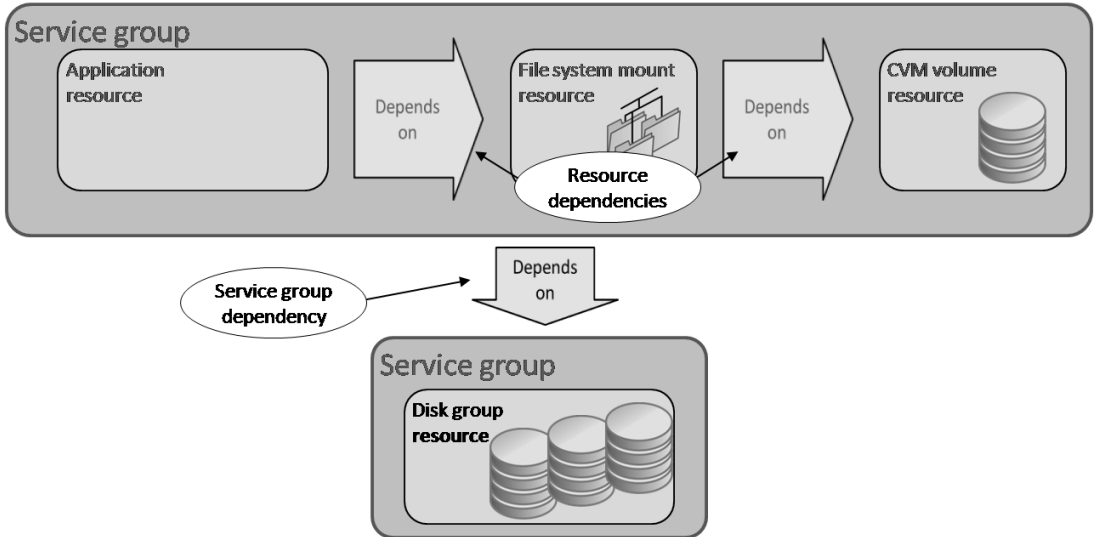 Service group
Application
resource
Depends
on
File system mount
resource
Depends
on
CVM volume
resource
Resource
dependencies
Depends
on
Service group
dependency
Service group
Disk group
resource